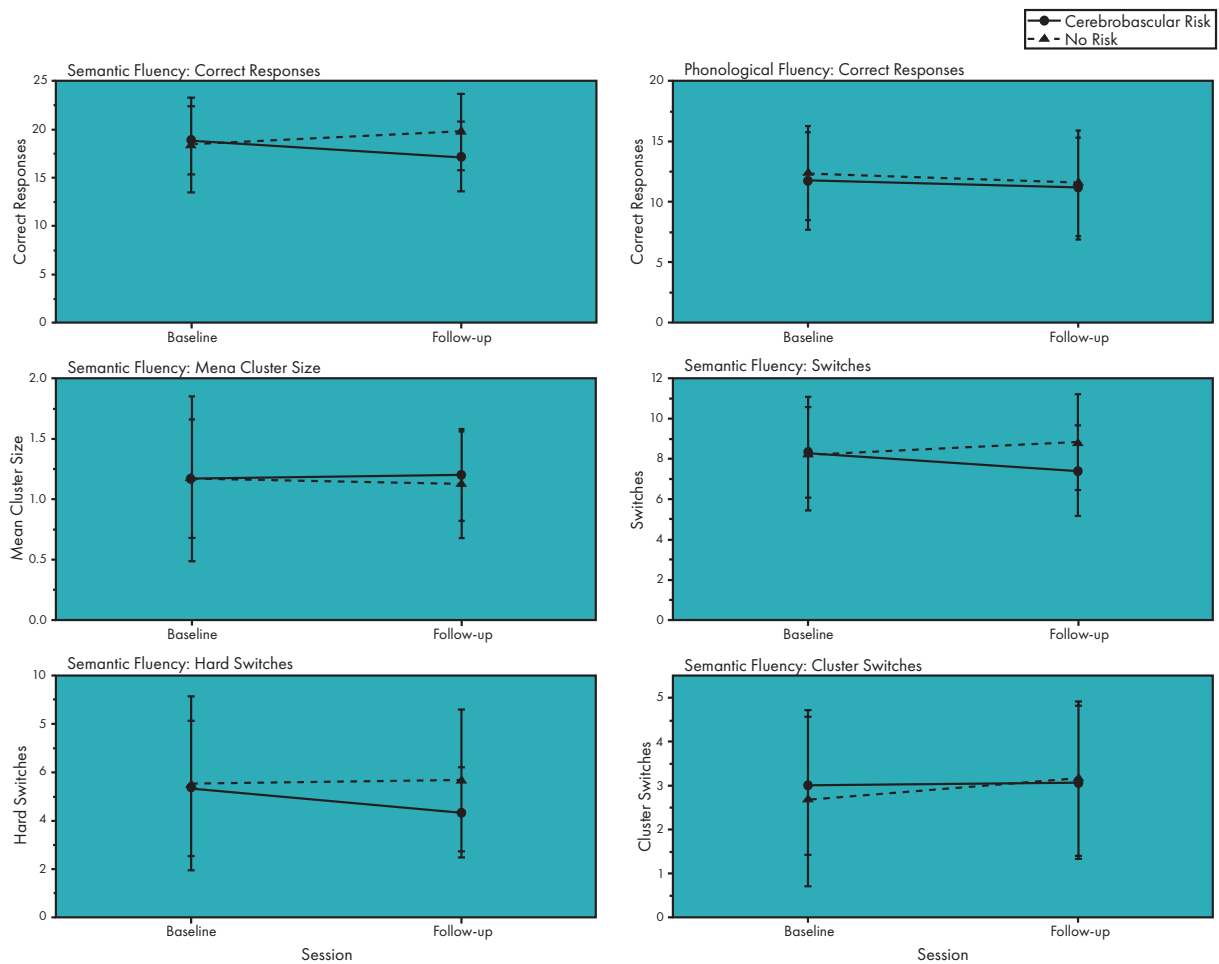 Cerebrobascular Risk
No Risk
Semantic Fluency: Correct Responses
25
20
15
10
5
0
Correct Responses
Baseline
Follow-up
Phonological Fluency: Correct Responses
20
15
10
5
0
Correct Responses
Baseline
Follow-up
Semantic Fluency: Mena Cluster Size
2.0
1.5
1.0
0.5
0.0
Mean Cluster Size
Baseline
Follow-up
Semantic Fluency: Switches
12
10
8
6
4
2
0
Switches
Baseline
Follow-up
Semantic Fluency: Hard Switches
10
5
6
4
2
0
Hard Switches
Baseline
Follow-up
Session
Semantic Fluency: Cluster Switches
5
4
3
2
1
0
Cluster Switches
Baseline
Follow-up
Session